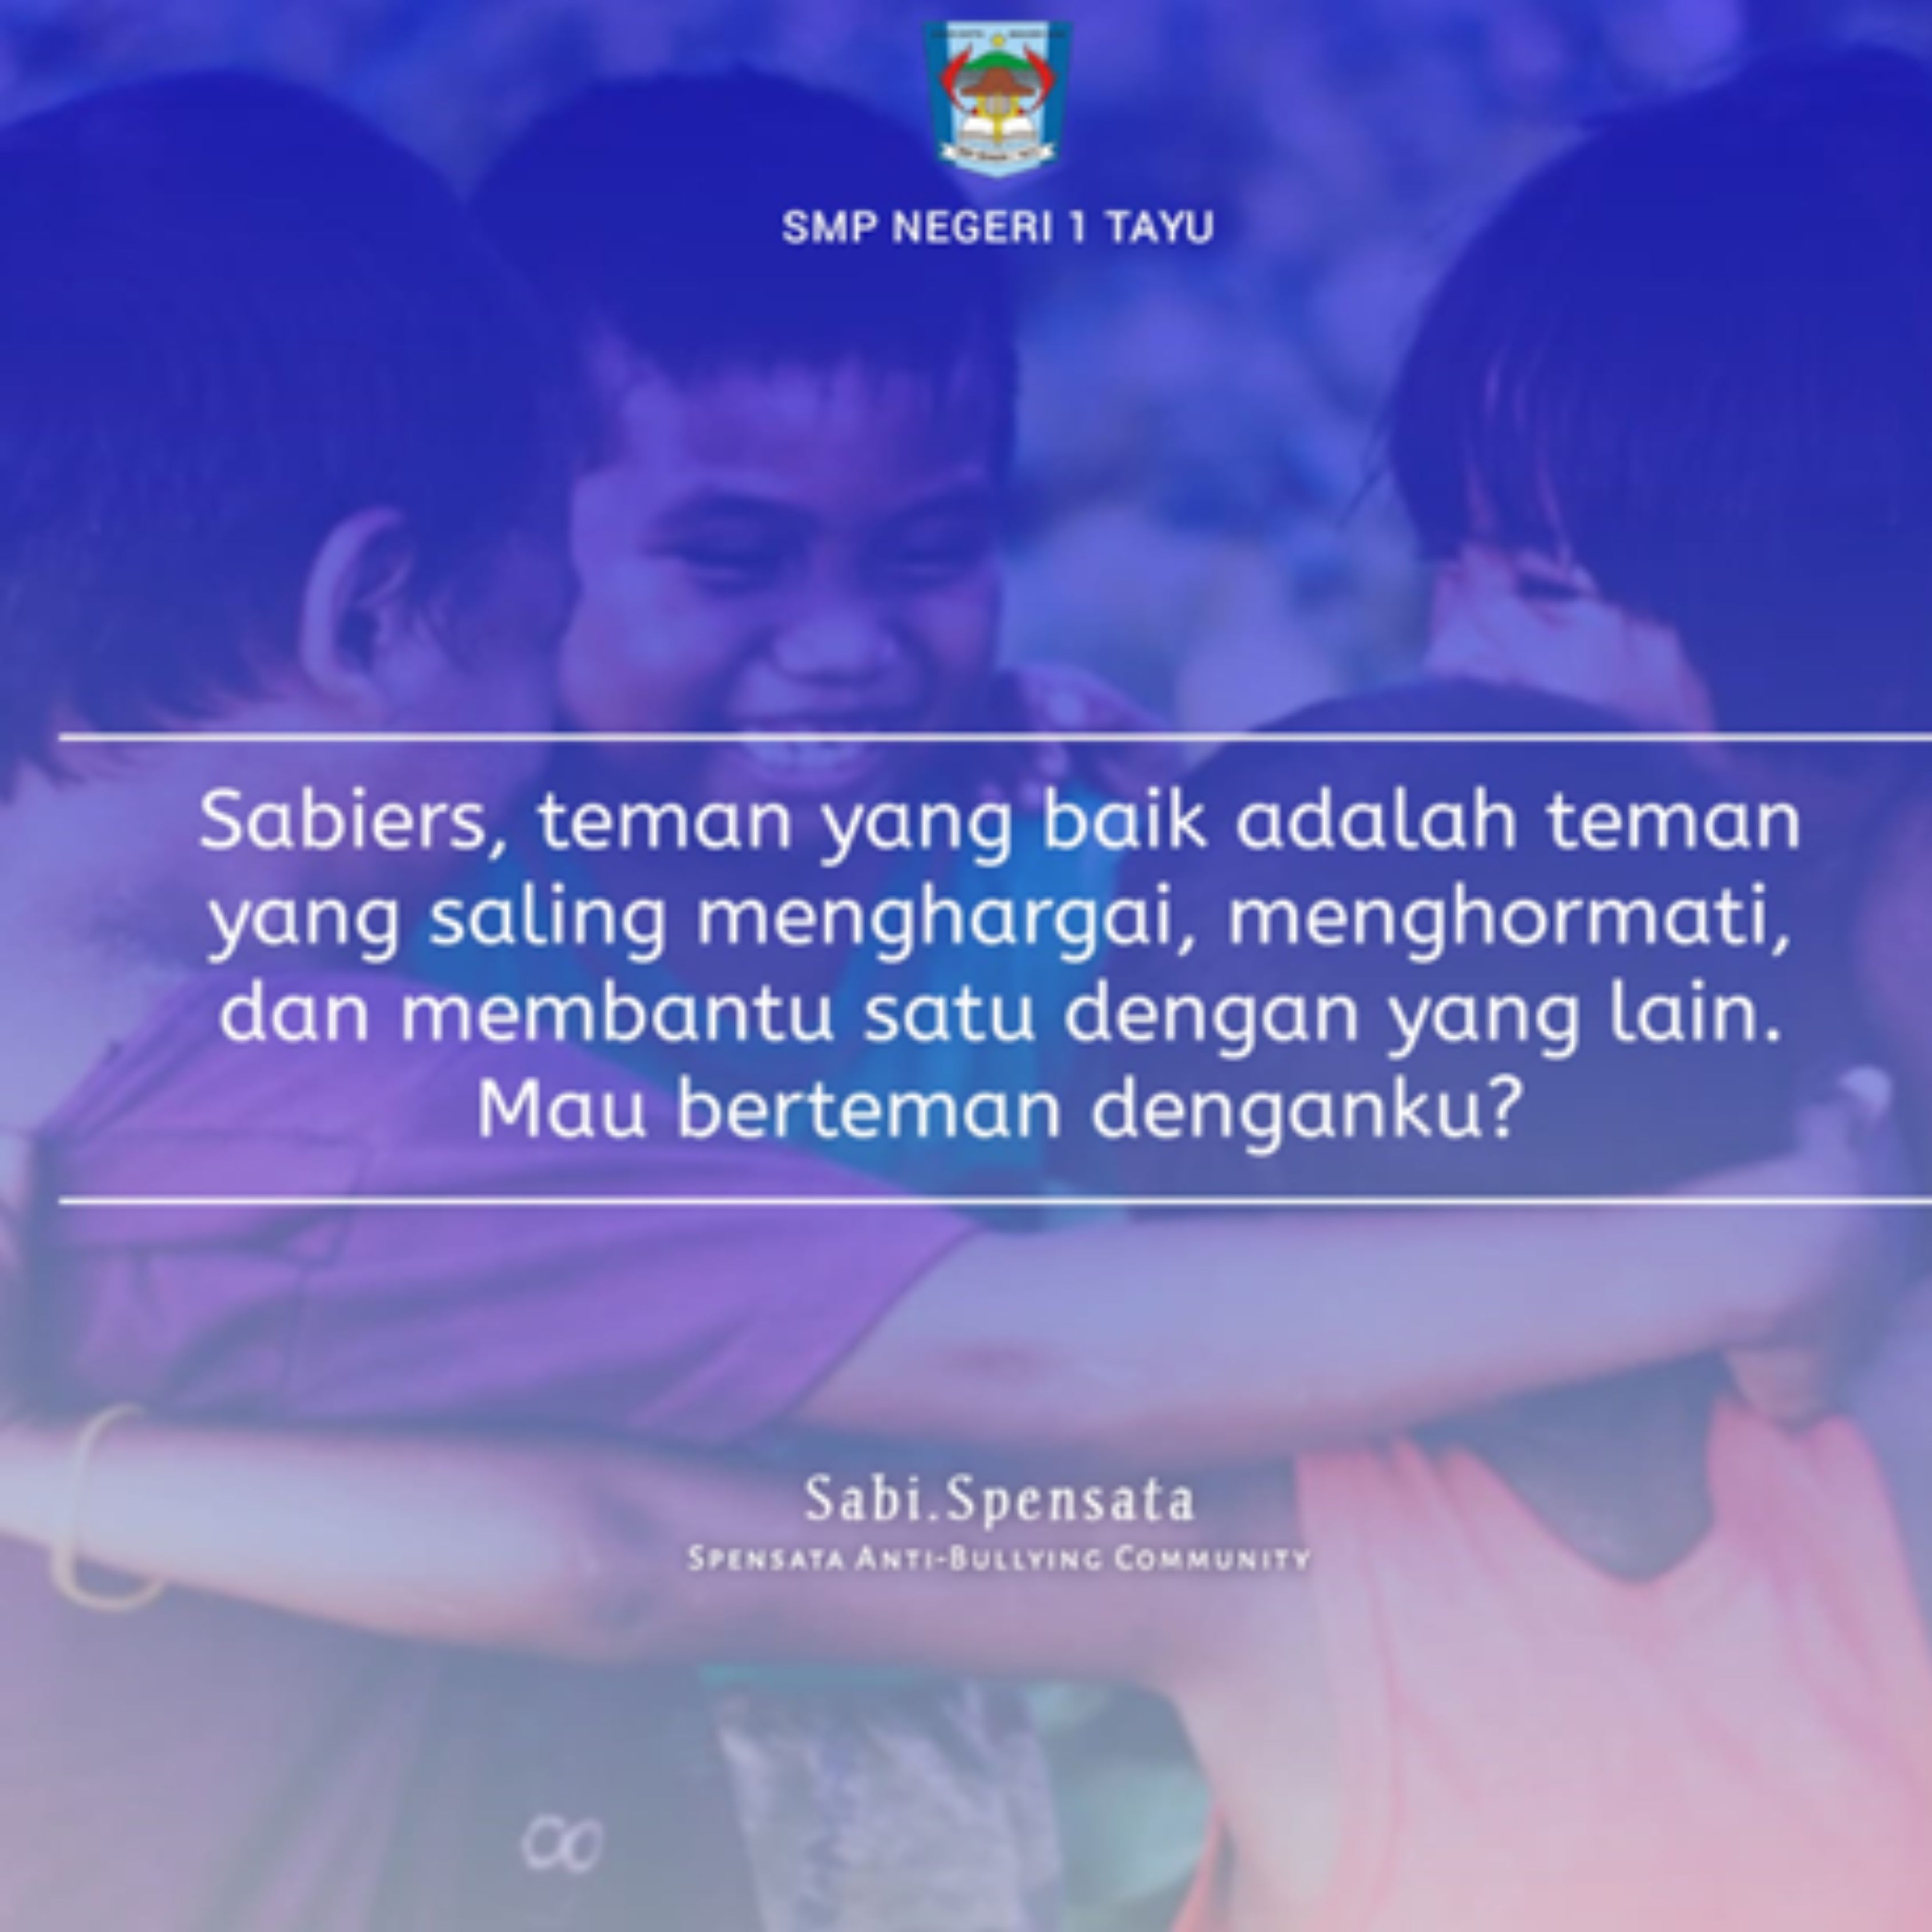 SMP NEGERI 1 TAYU
Sabiers, teman yang baik adalah teman
yang saling menghargai, menghormati,
dan membantu satu dengan yang lain.
Mau berteman denganku?
Sabi.Spensata
SPENSATA ANTI-BULLYING COMMUNITY